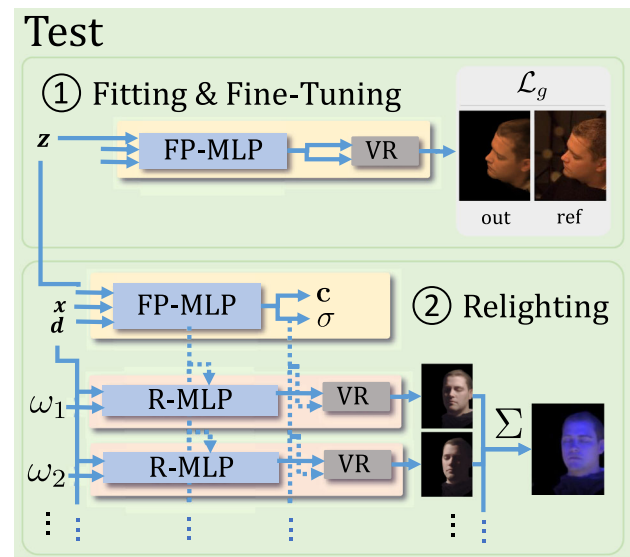 Test
① Fitting & Fine-Tuning
ℒg
z
FP-MLP
VR
out
ref
x
d
FP-MLP
c
σ
② Relighting
ω1
R-MLP
VR
Σ
ω2
R-MLP
VR